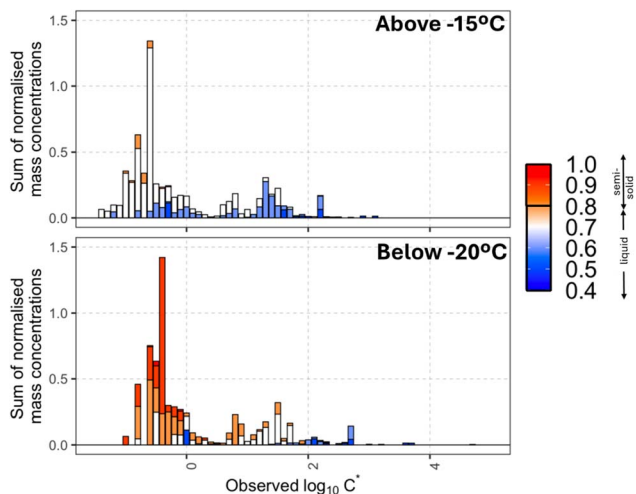 Above -15ºC
Sum of normalised
mass concentrations
1.5
1.0
0.5
0.0
Below -20ºC
Sum of normalised
mass concentrations
1.5
1.0
0.5
0.0
0
2
4
Observed log10 C*
1.0
0.9
0.8
0.7
0.6
0.5
0.4
semi-
solid
liquid